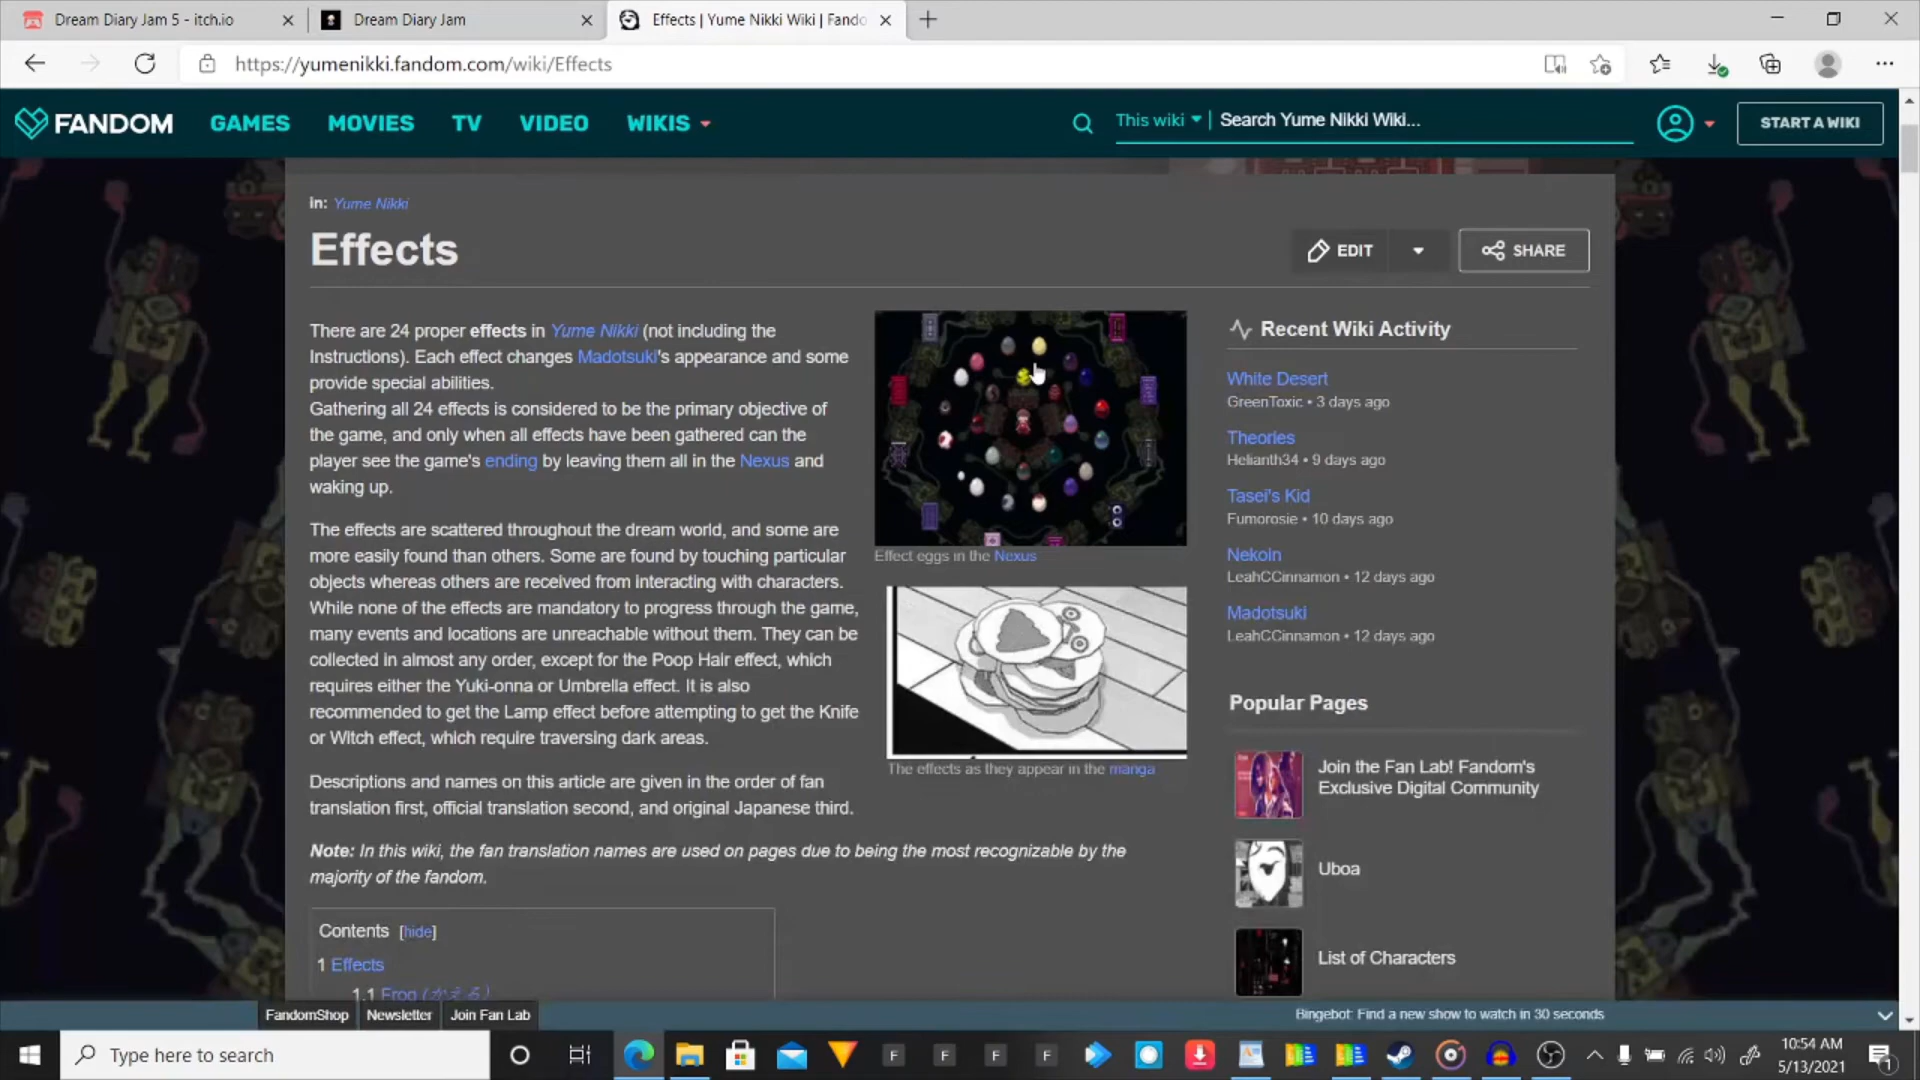 Dream Diary Jam 5 - itch.io
Dream Diary Jam
Effects | Yume Nikki Wiki | Fando
https://yumenikki.fandom.com/wiki/Effects
FANDOM
GAMES
MOVIES
TV
VIDEO
WIKIS
This wiki
Search Yume Nikki Wiki...
START A WIKI
in: Yume Nikki
Effects
EDIT
SHARE
There are 24 proper effects in Yume Nikki (not including the
Instructions). Each effect changes Madotsuki's appearance and some
provide special abilities.
Gathering all 24 effects is considered to be the primary objective of
the game, and only when all effects have been gathered can the
player see the game's ending by leaving them all in the Nexus and
waking up.
The effects are scattered throughout the dream world, and some are
more easily found than others. Some are found by touching particular
objects whereas others are received from interacting with characters.
While none of the effects are mandatory to progress through the game,
many events and locations are unreachable without them. They can be
collected in almost any order, except for the Poop Hair effect, which
requires either the Yuki-onna or Umbrella effect. It is also
recommended to get the Lamp effect before attempting to get the Knife
or Witch effect, which require traversing dark areas.
Descriptions and names on this article are given in the order of fan
translation first, official translation second, and original Japanese third.
Note: In this wiki, the fan translation names are used on pages due to being the most recognizable by the
majority of the fandom.
Contents [hide]
1 Effects
1.1 Frog (かえる)
Effect eggs in the Nexus
The effects as they appear in the manga
Recent Wiki Activity
White Desert
GreenToxic • 3 days ago
Theories
Helianth34 • 9 days ago
Tasei's Kid
Fumorosie • 10 days ago
Nekoln
LeahCCinnamon • 12 days ago
Madotsuki
LeahCCinnamon • 12 days ago
Popular Pages
Join the Fan Lab! Fandom's
Exclusive Digital Community
Uboa
List of Characters
FandomShop
Newsletter
Join Fan Lab
Bingebot: Find a new show to watch in 30 seconds
Type here to search
F
F
F
F
10:54 AM
5/13/2021
1